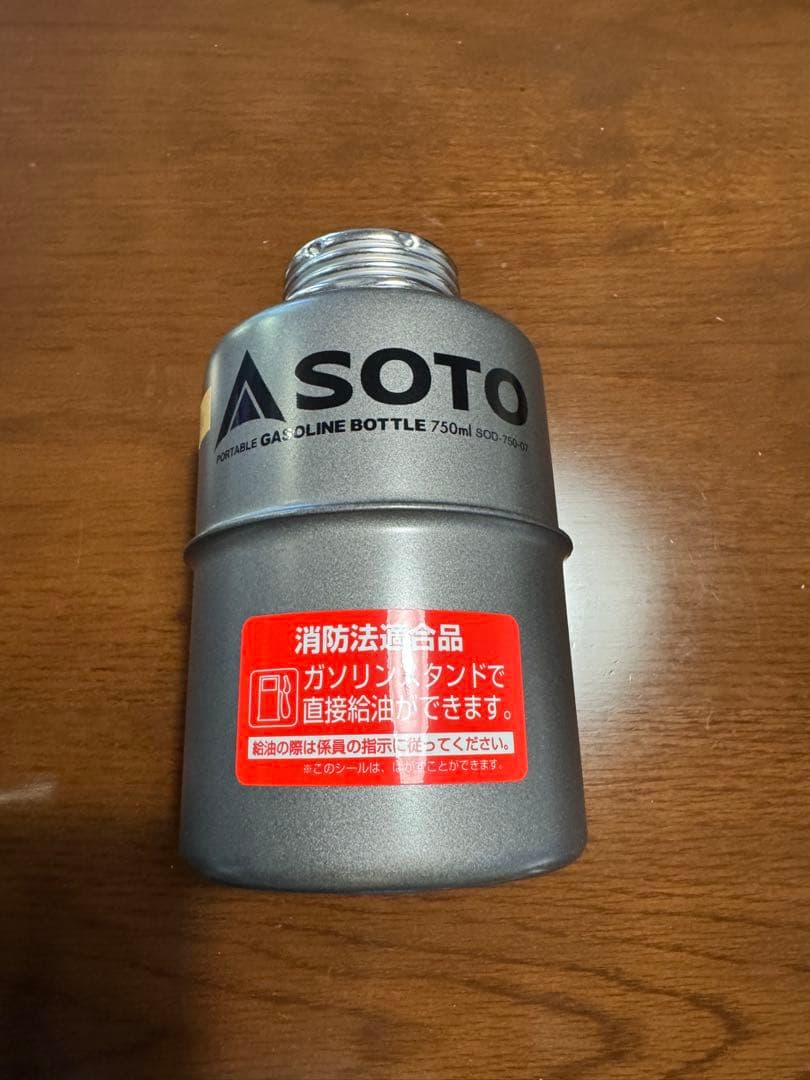 SOTO
PORTABLE GASOLINE BOTTLE 750ml SOD-750-07
消防法適合品
ガソリンスタンドで
直接給油ができます。
給油の際は係員の指示に従ってください。
※このシールは、はがすことができます。